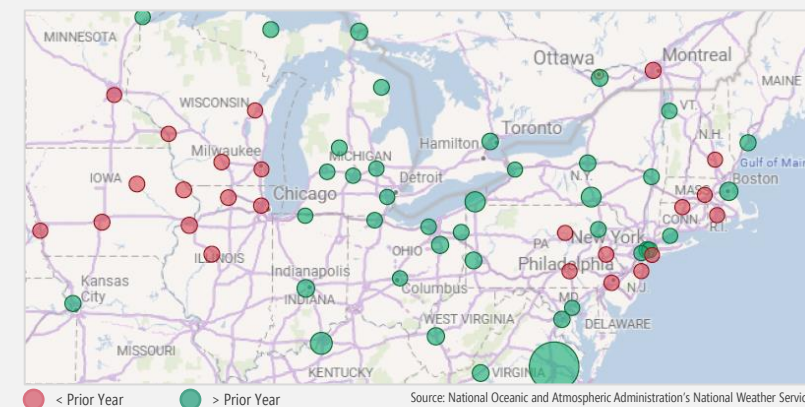 MINNESOTA
Ottawa
Montreal
MAINE
WISCONSIN
VT.
Toronto
Hamilton
N.H.
Milwaukee
MICHIGAN
Gulf of Mai
IOWA
Detroit
N.Y.
MASS
Boston
Chicago
CONN.
R.I.
OHIO
PA
New York
ILLINOIS
Philadelphia
Indianapolis
Kansas
City
Columbus
N.J.
INDIANA
MD
WEST VIRGINIA
DELAWARE
MISSOURI
KENTUCKY
VIRGINIA
< Prior Year
> Prior Year
Source: National Oceanic and Atmospheric Administration's National Weather Servic